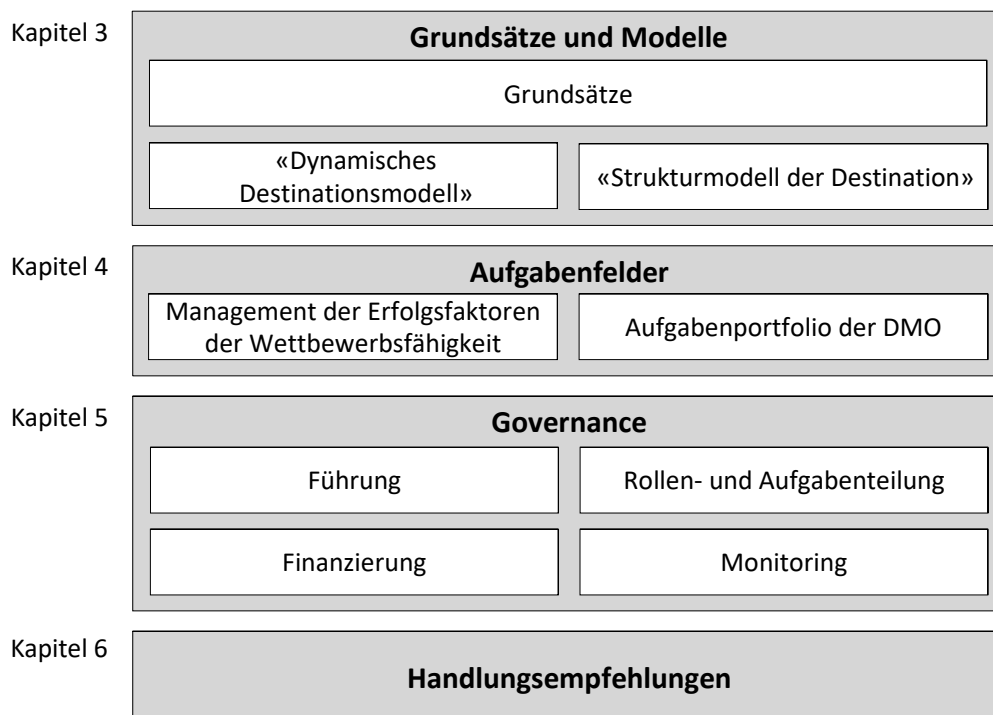 Kapitel 3
Grundsätze und Modelle
Grundsätze
«Dynamisches
Destinationsmodell»
«Strukturmodell der Destination»
Kapitel 4
Aufgabenfelder
Management der Erfolgsfaktoren
der Wettbewerbsfähigkeit
Aufgabenportfolio der DMO
Kapitel 5
Governance
Führung
Rollen- und Aufgabenteilung
Finanzierung
Monitoring
Kapitel 6
Handlungsempfehlungen